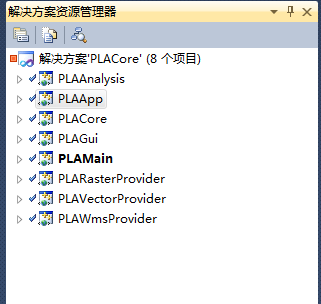 解决方案资源管理器
解决方案'PLACore' (8 个项目)
PLAAnalysis
PLAApp
PLACore
PLAGui
PLAMain
PLARasterProvider
PLAVectorProvider
PLAWmsProvider